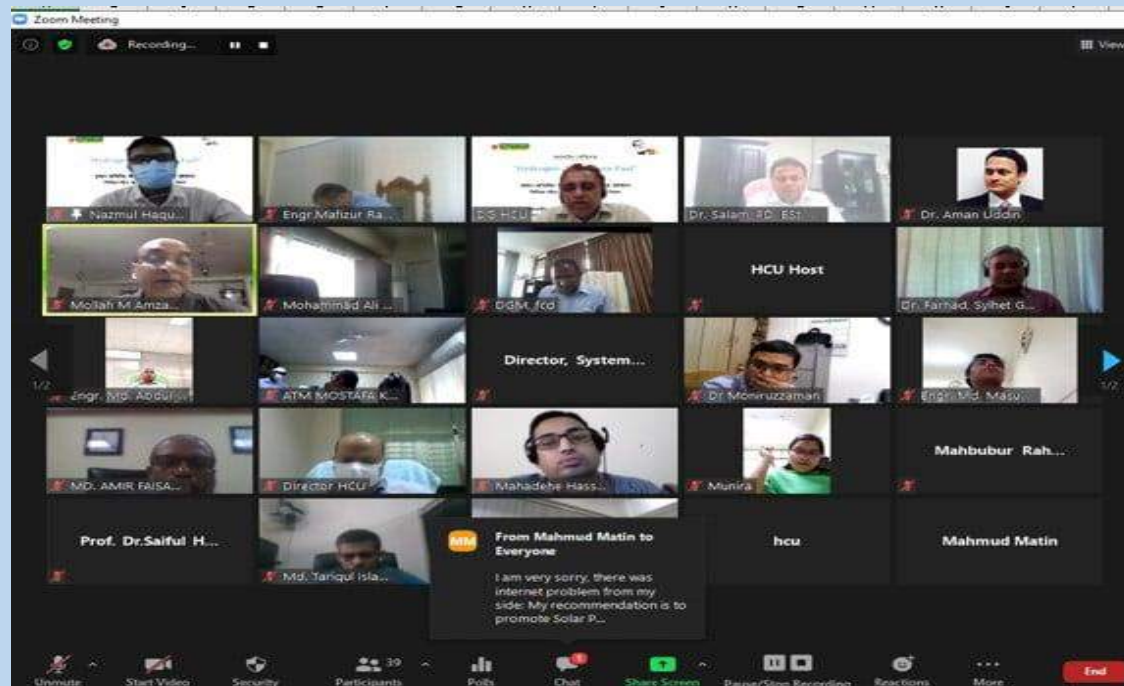 Zoom Meeting
Recording...
View
Nazmul Haqu...
Engr.Mafizur Ra...
DG HCU
Dr. Salam, PD, ESt...
Dr. Aman Uddin
Mollah M Amza...
Mohammad Ali ...
DGM, fcd
HCU Host
Dr. Farhad, Sylhet G...
1/2
Engr. Md. Abdul ...
ATM MOSTAFA K...
Director, System...
Dr Moniruzzaman
Engr. Md. Masu...
1/2
MD. AMIR FAISA...
Director HCU
Mahadehe Hass...
Munira
Mahbubur Rah...
Prof. Dr.Saiful H...
Md. Tariqul Isla...
MM
From Mahmud Matin to
Everyone
I am very sorry, there was
internet problem from my
side: My recommendation is to
promote Solar P...
hcu
Mahmud Matin
Unmute
Start Video
Security
39
Participants
Polls
1
Chat
Share Screen
Pause/Stop Recording
Reactions
More
End